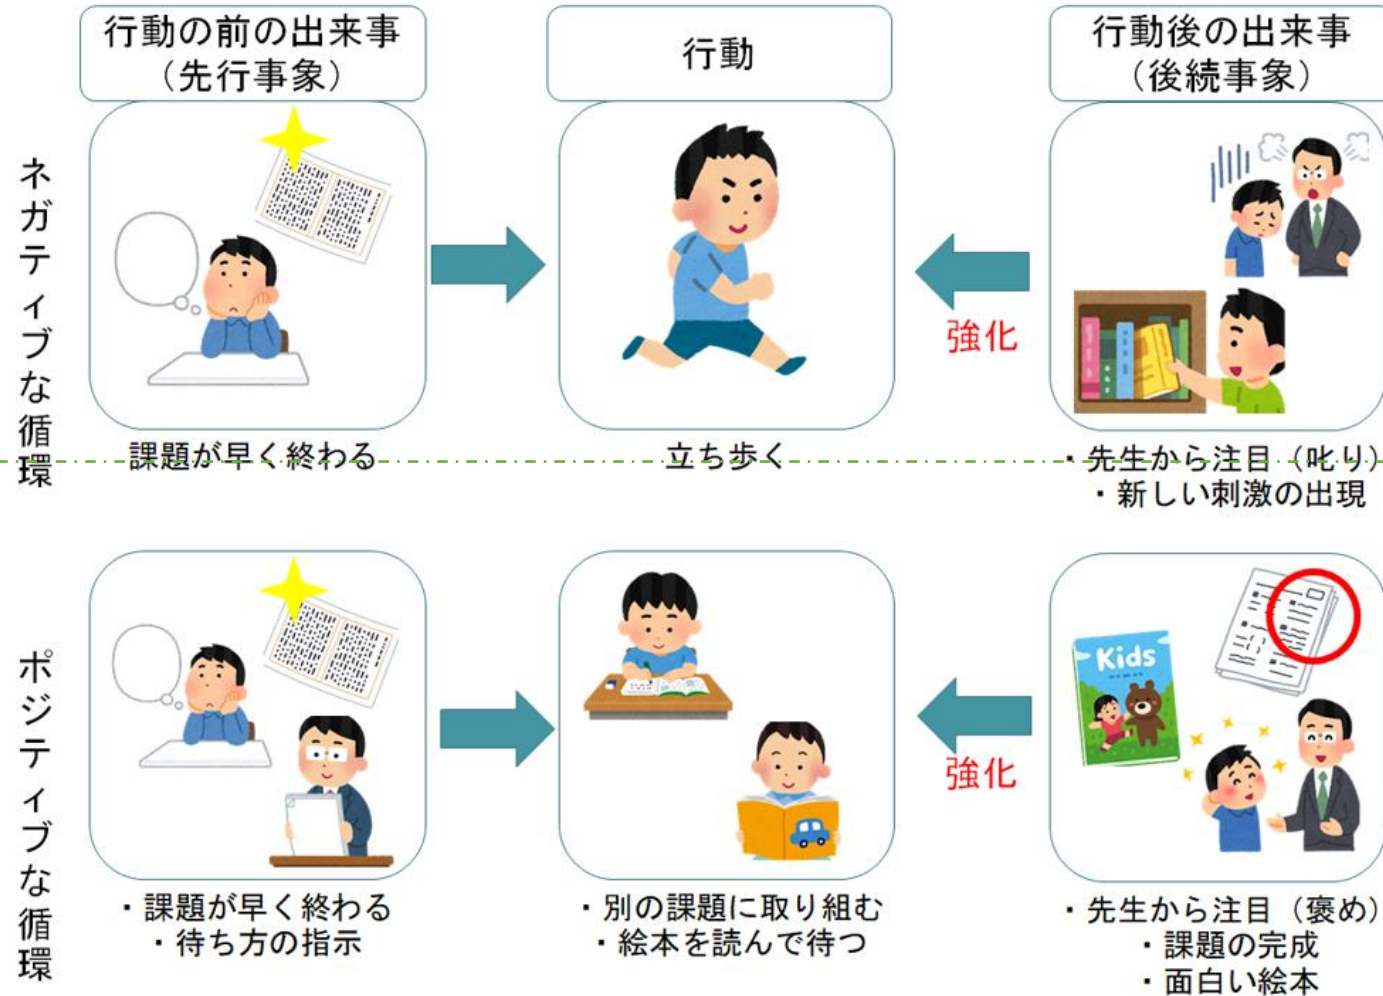 行動の前の出来事
（先行事象）
行動
行動後の出来事
（後続事象）
ネガティブな循環
強化
課題が早く終わる
立ち歩く
・先生から注目（叱り）
・新しい刺激の出現
ポジティブな循環
Kids
強化
・課題が早く終わる
・待ち方の指示
・別の課題に取り組む
・絵本を読んで待つ
・先生から注目（褒め）
・課題の完成
・面白い絵本